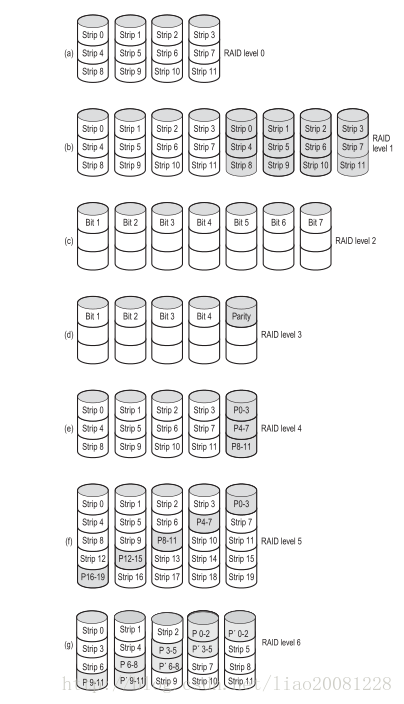 Strip 0 Strip 1 Strip 2 Strip 3
(a) Strip 4 Strip 5 Strip 6 Strip 7 RAID level 0
Strip 8 Strip 9 Strip 10 Strip 11
Strip 0 Strip 1 Strip 2 Strip 3 Strip 0 Strip 1 Strip 2 Strip 3 RAID
(b) Strip 4 Strip 5 Strip 6 Strip 7 Strip 4 Strip 5 Strip 6 Strip 7 level 1
Strip 8 Strip 9 Strip 10 Strip 11 Strip 8 Strip 9 Strip 10 Strip 11
Bit 1 Bit 2 Bit 3 Bit 4 Bit 5 Bit 6 Bit 7
(c) RAID level 2
Bit 1 Bit 2 Bit 3 Bit 4 Parity
(d) RAID level 3
Strip 0 Strip 1 Strip 2 Strip 3 P0-3
(e) Strip 4 Strip 5 Strip 6 Strip 7 P4-7 RAID level 4
Strip 8 Strip 9 Strip 10 Strip 11 P8-11
Strip 0 Strip 1 Strip 2 Strip 3 P0-3
Strip 4 Strip 5 Strip 6 P4-7 Strip 7
(f) Strip 8 Strip 9 P8-11 Strip 10 Strip 11 RAID level 5
Strip 12 P12-15 Strip 13 Strip 14 Strip 15
P16-19 Strip 16 Strip 17 Strip 18 Strip 19
Strip 0 Strip 1 Strip 2 P 0-2 P' 0-2
(g) Strip 3 Strip 4 P 3-5 P' 3-5 Strip 5 RAID level 6
Strip 6 P 6-8 P' 6-8 Strip 7 Strip 8
P 9-11 P' 9-11 Strip 9 Strip 10 Strip 11
liao20081228